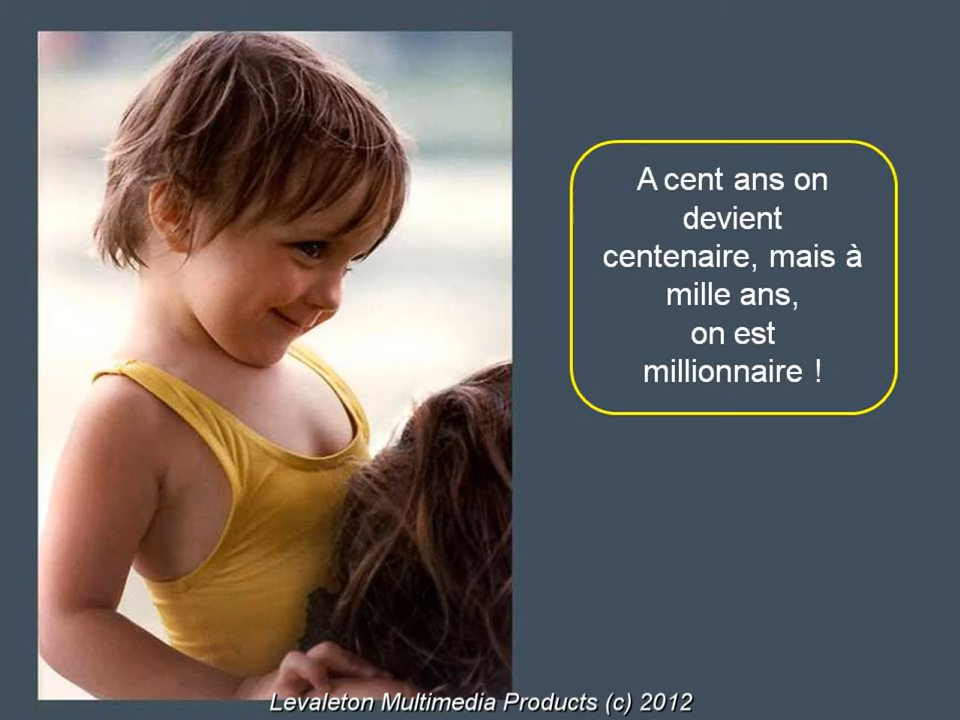 A cent ans on
devient
centenaire, mais à
mille ans,
on est
millionnaire !
Levaleton Multimedia Products (c) 2012